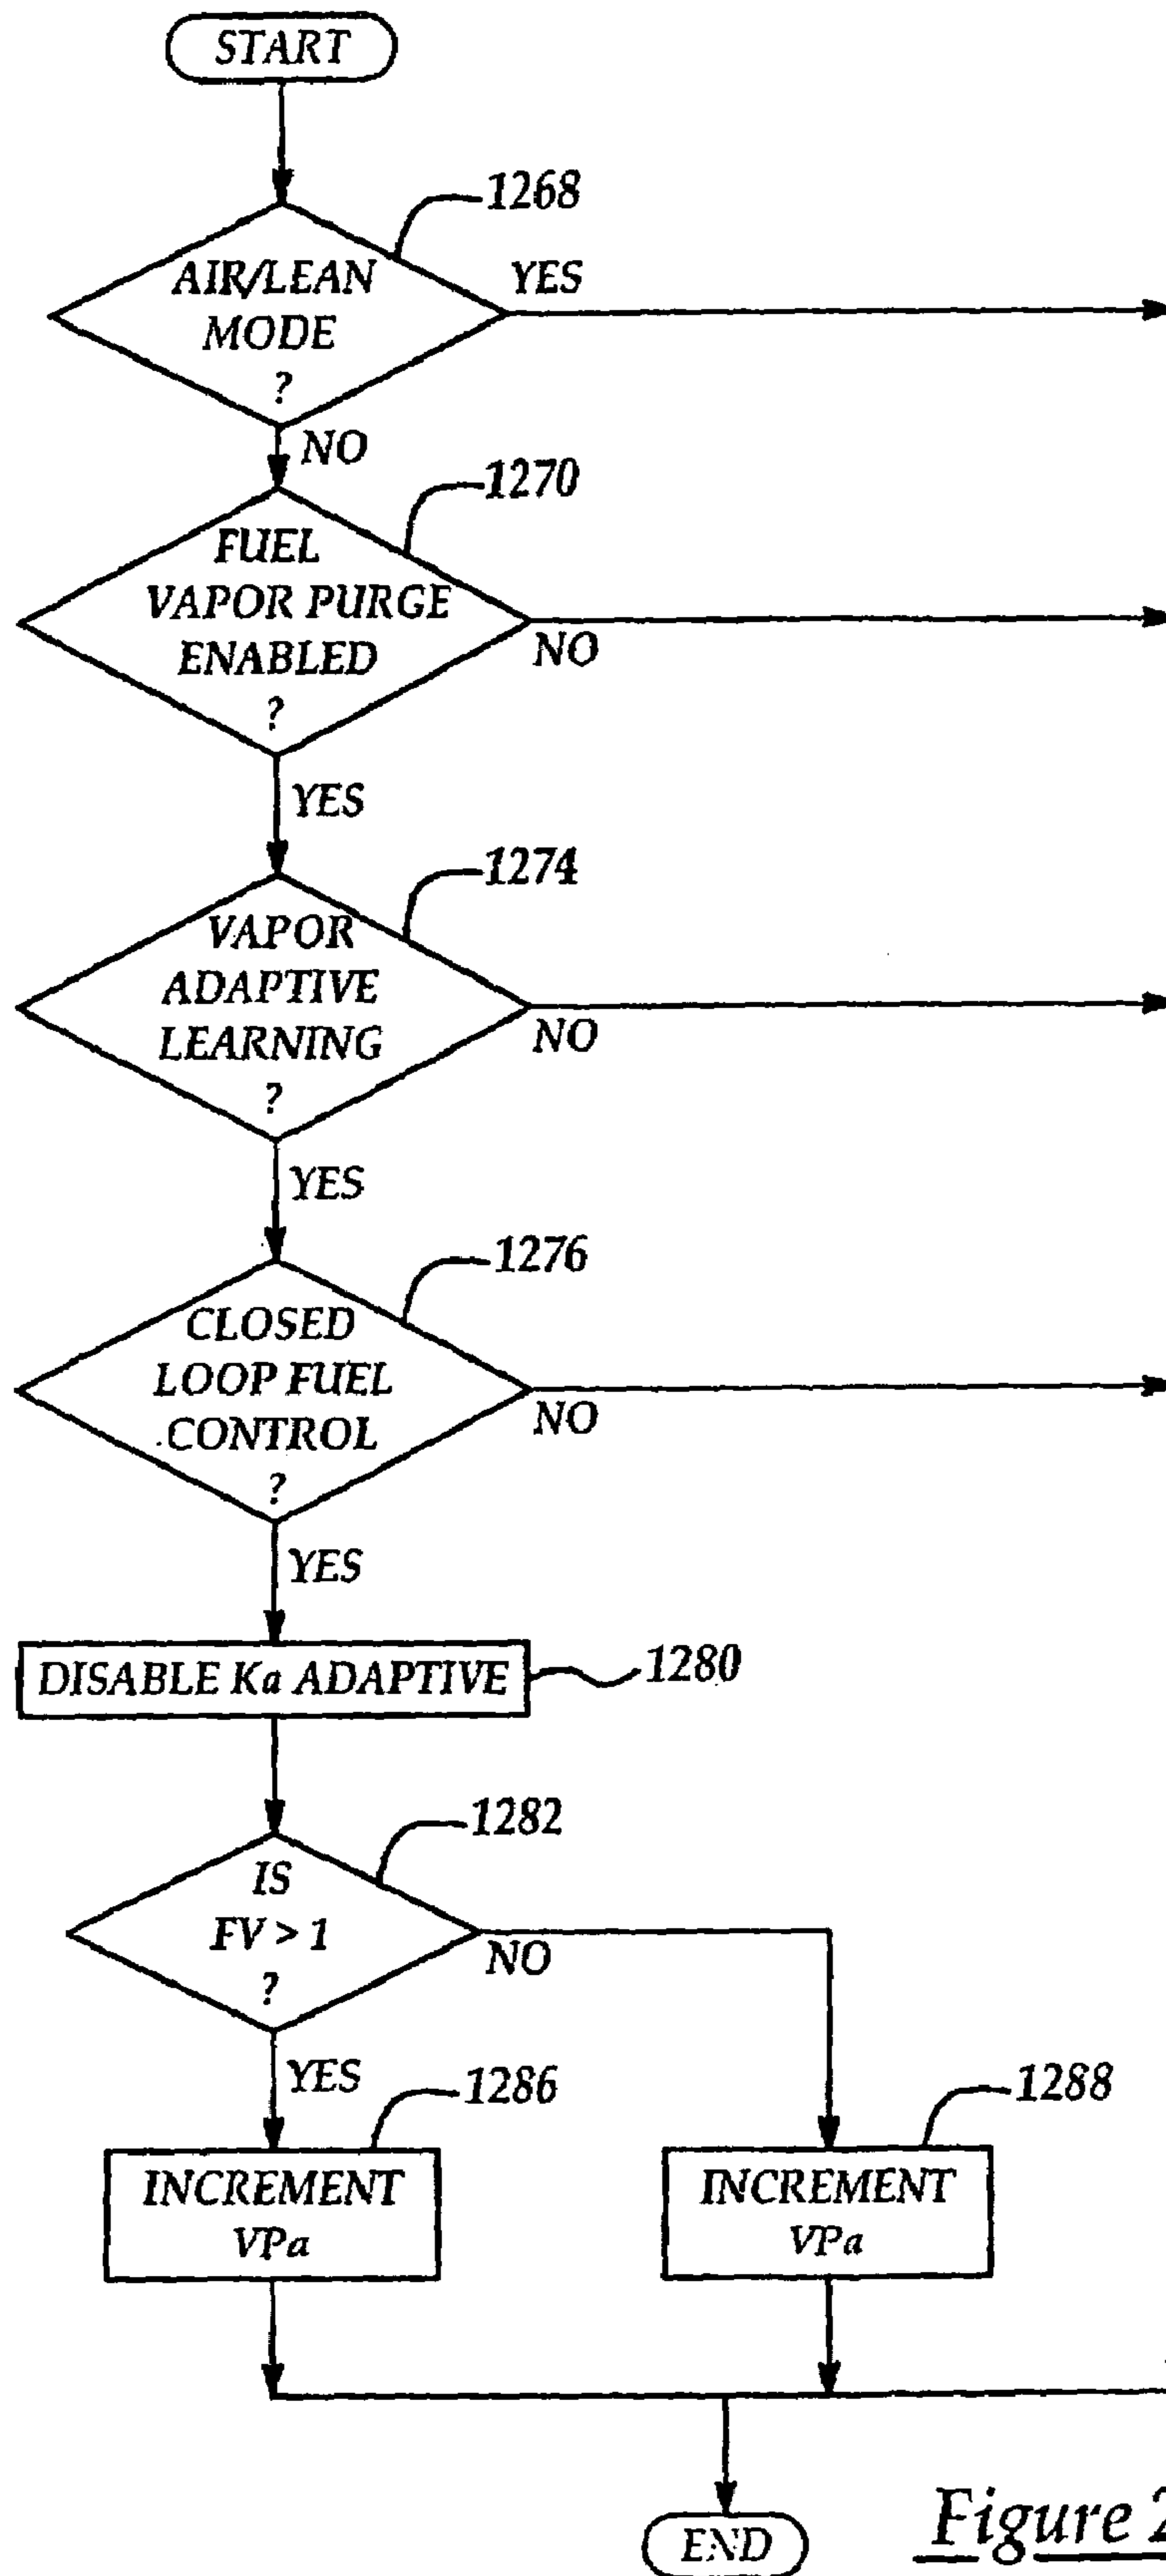 START
1268
AIR/LEAN
MODE
?
YES
NO
1270
FUEL
VAPOR PURGE
ENABLED
?
NO
YES
1274
VAPOR
ADAPTIVE
LEARNING
?
NO
YES
1276
CLOSED
LOOP FUEL
CONTROL
?
NO
YES
DISABLE Ka ADAPTIVE
1280
1282
IS
FV > 1
?
NO
YES
1286
1288
INCREMENT
VPa
INCREMENT
VPa
END
Figure 2